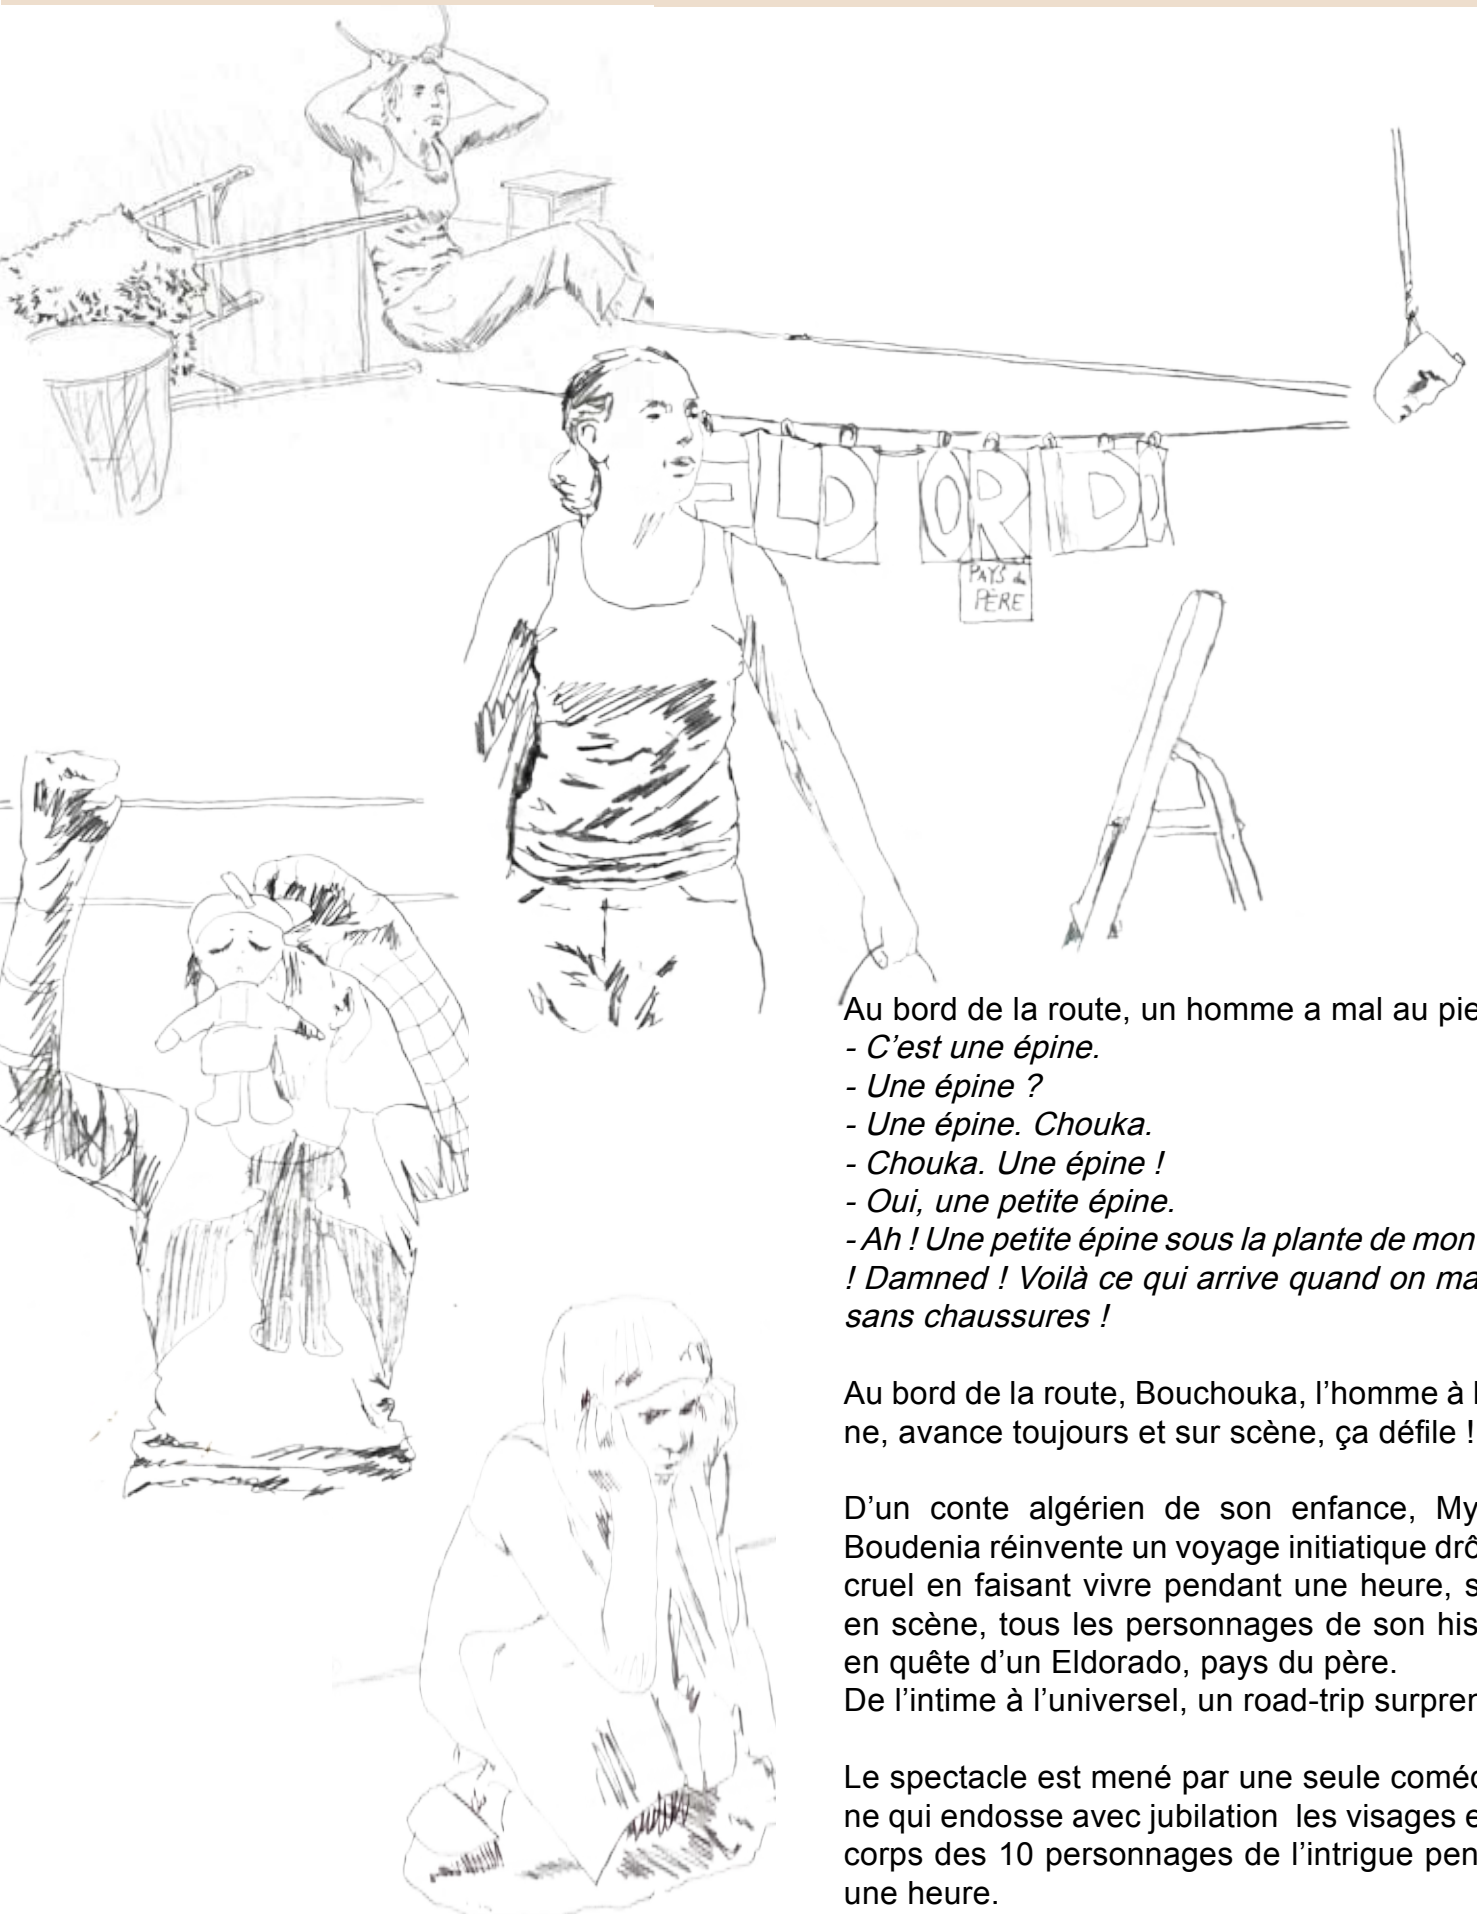 ELD OR DO
PAYS du
PÈRE
Au bord de la route, un homme a mal au pie
- C’est une épine.
- Une épine ?
- Une épine. Chouka.
- Chouka. Une épine !
- Oui, une petite épine.
- Ah ! Une petite épine sous la plante de mon
! Damned ! Voilà ce qui arrive quand on ma
sans chaussures !
Au bord de la route, Bouchouka, l’homme à l
ne, avance toujours et sur scène, ça défile !
D’un conte algérien de son enfance, My
Boudenia réinvente un voyage initiatique drô
cruel en faisant vivre pendant une heure, s
en scène, tous les personnages de son his
en quête d’un Eldorado, pays du père.
De l’intime à l’universel, un road-trip surpren
Le spectacle est mené par une seule coméd
ne qui endosse avec jubilation les visages e
corps des 10 personnages de l’intrigue pen
une heure.